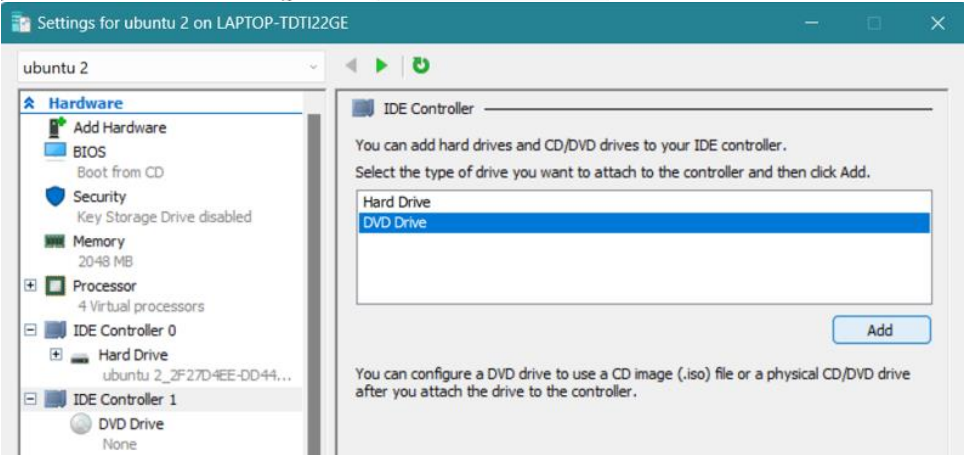 Settings for ubuntu 2 on LAPTOP-TDTI22GE
ubuntu 2
Hardware
Add Hardware
BIOS
Boot from CD
Security
Key Storage Drive disabled
Memory
2048 MB
Processor
4 Virtual processors
IDE Controller 0
Hard Drive
ubuntu 2_2F27D4EE-DD44...
IDE Controller 1
DVD Drive
None
IDE Controller
You can add hard drives and CD/DVD drives to your IDE controller.
Select the type of drive you want to attach to the controller and then click Add.
Hard Drive
DVD Drive
Add
You can configure a DVD drive to use a CD image (.iso) file or a physical CD/DVD drive
after you attach the drive to the controller.